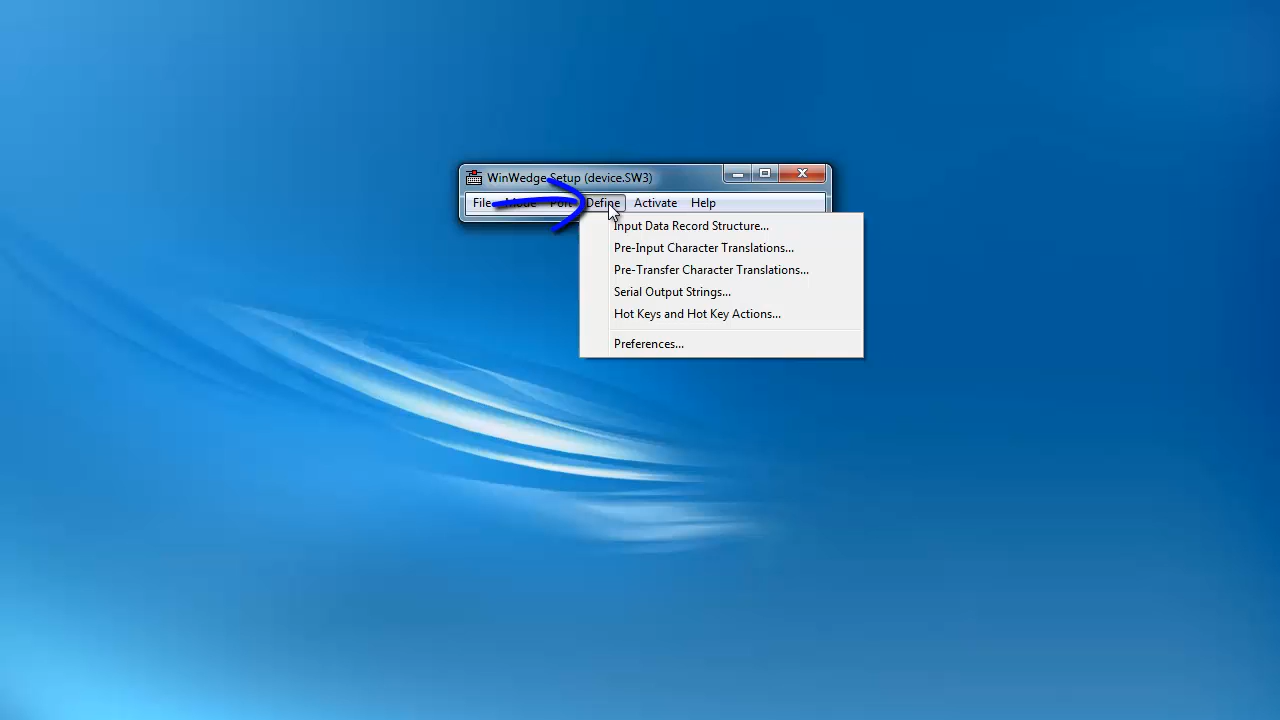 WinWedge Setup (device.SW3)
File Mode Port Define Activate Help
Input Data Record Structure...
Pre-Input Character Translations...
Pre-Transfer Character Translations...
Serial Output Strings...
Hot Keys and Hot Key Actions...
Preferences...